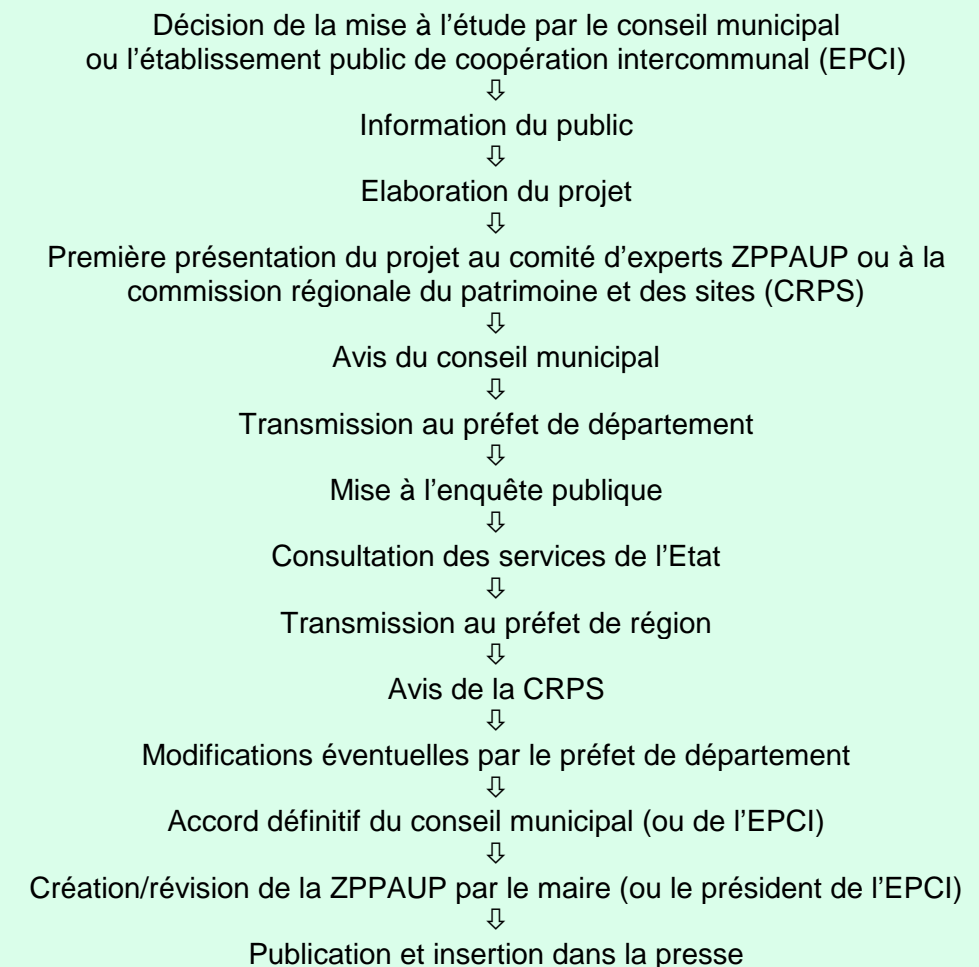 Décision de la mise à l’étude par le conseil municipal
ou l’établissement public de coopération intercommunal (EPCI)
⇩
Information du public
⇩
Elaboration du projet
⇩
Première présentation du projet au comité d’experts ZPPAUP ou à la
commission régionale du patrimoine et des sites (CRPS)
⇩
Avis du conseil municipal
⇩
Transmission au préfet de département
⇩
Mise à l’enquête publique
⇩
Consultation des services de l’Etat
⇩
Transmission au préfet de région
⇩
Avis de la CRPS
⇩
Modifications éventuelles par le préfet de département
⇩
Accord définitif du conseil municipal (ou de l’EPCI)
⇩
Création/révision de la ZPPAUP par le maire (ou le président de l’EPCI)
⇩
Publication et insertion dans la presse